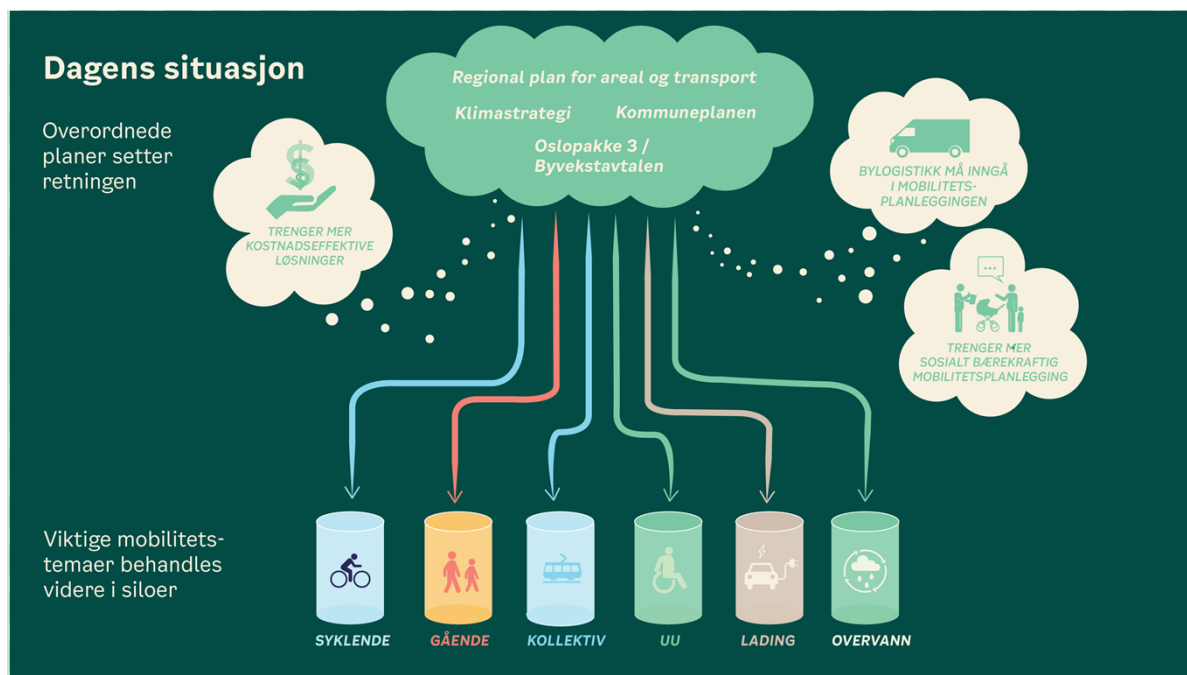 Dagens situasjon
Overordnede
planer setter
retningen
Regional plan for areal og transport
Klimastrategi
Kommuneplanen
Oslopakke 3 /
Byvekstavtalen
TRENGER MER
KOSTNADSEFFEKTIVE
LØSNINGER
BYLOGISTIKK MÅ INNGÅ
I MOBILITETS-
PLANLEGGINGEN
TRENGER MER
SOSIALT BÆREKRAFTIG
MOBILITETSPLANLEGGING
Viktige mobilitets-
temaer behandles
videre i siloer
SYKLENDE
GÅENDE
KOLLEKTIV
UU
LADING
OVERVANN